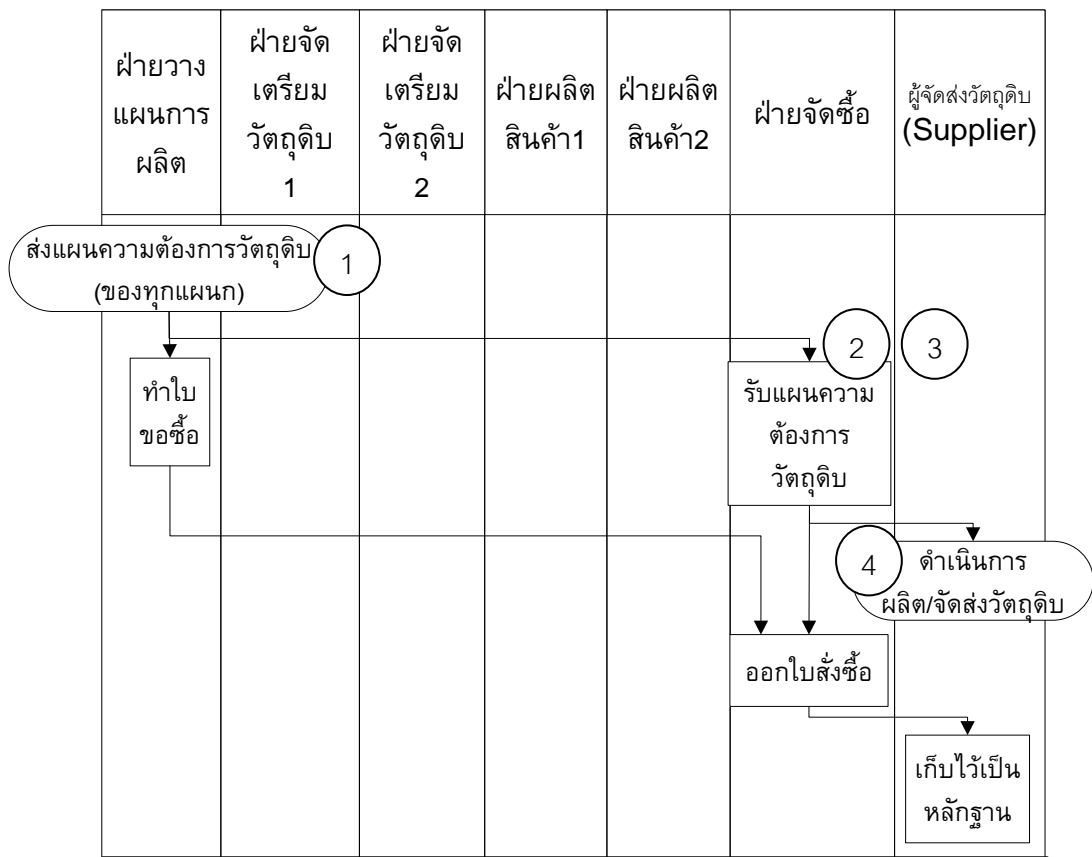 ฝ่ายวาง
แผนการ
ผลิต
ฝ่ายจัด
เตรียม
วัตถุดิบ
1
ฝ่ายจัด
เตรียม
วัตถุดิบ
2
ฝ่ายผลิต
สินค้า1
ฝ่ายผลิต
สินค้า2
ฝ่ายจัดซื้อ
ผู้จัดส่งวัตถุดิบ
(Supplier)
ส่งแผนความต้องการวัตถุดิบ
(ของทุกแผนก)
1
2
3
ทำใบ
ขอซื้อ
รับแผนความ
ต้องการ
วัตถุดิบ
4
ดำเนินการ
ผลิต/จัดส่งวัตถุดิบ
ออกใบสั่งซื้อ
เก็บไว้เป็น
หลักฐาน